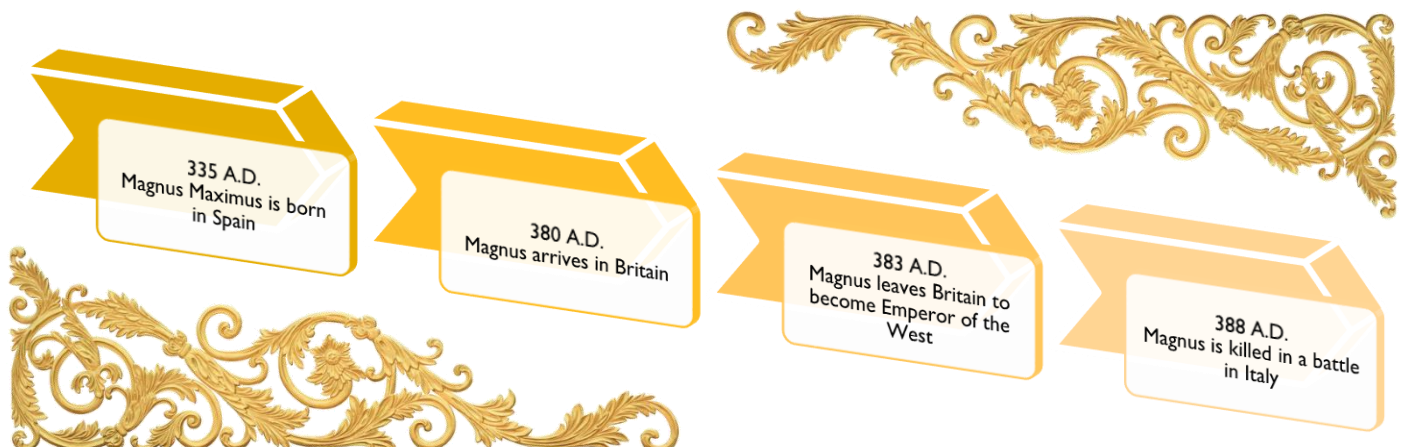 335 A.D.
Magnus Maximus is born
in Spain
380 A.D.
Magnus arrives in Britain
383 A.D.
Magnus leaves Britain to
become Emperor of the
West
388 A.D.
Magnus is killed in a battle
in Italy